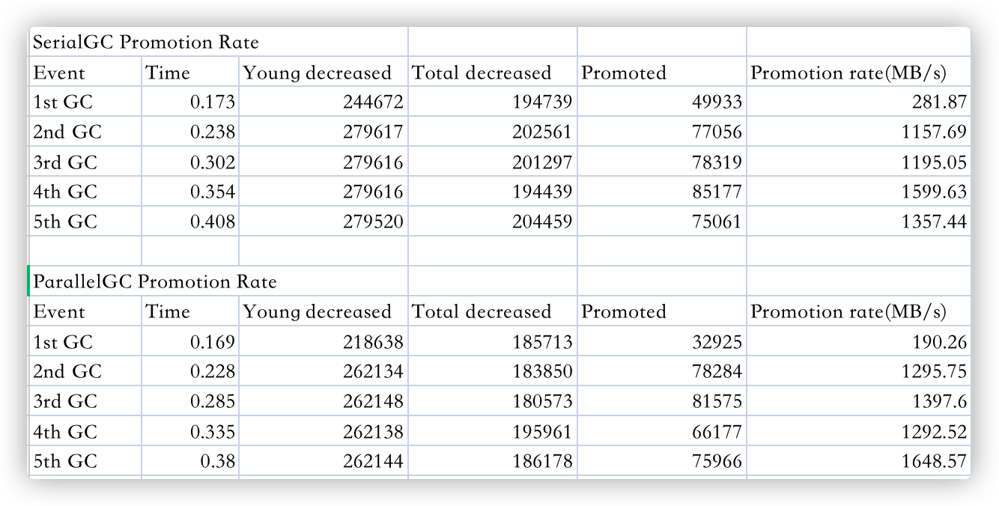 SerialGC Promotion Rate
Event Time Young decreased Total decreased Promoted Promotion rate(MB/s)
1st GC 0.173 244672 194739 49933 281.87
2nd GC 0.238 279617 202561 77056 1157.69
3rd GC 0.302 279616 201297 78319 1195.05
4th GC 0.354 279616 194439 85177 1599.63
5th GC 0.408 279520 204459 75061 1357.44
ParallelGC Promotion Rate
Event Time Young decreased Total decreased Promoted Promotion rate(MB/s)
1st GC 0.169 218638 185713 32925 190.26
2nd GC 0.228 262134 183850 78284 1295.75
3rd GC 0.285 262148 180573 81575 1397.6
4th GC 0.335 262138 195961 66177 1292.52
5th GC 0.38 262144 186178 75966 1648.57